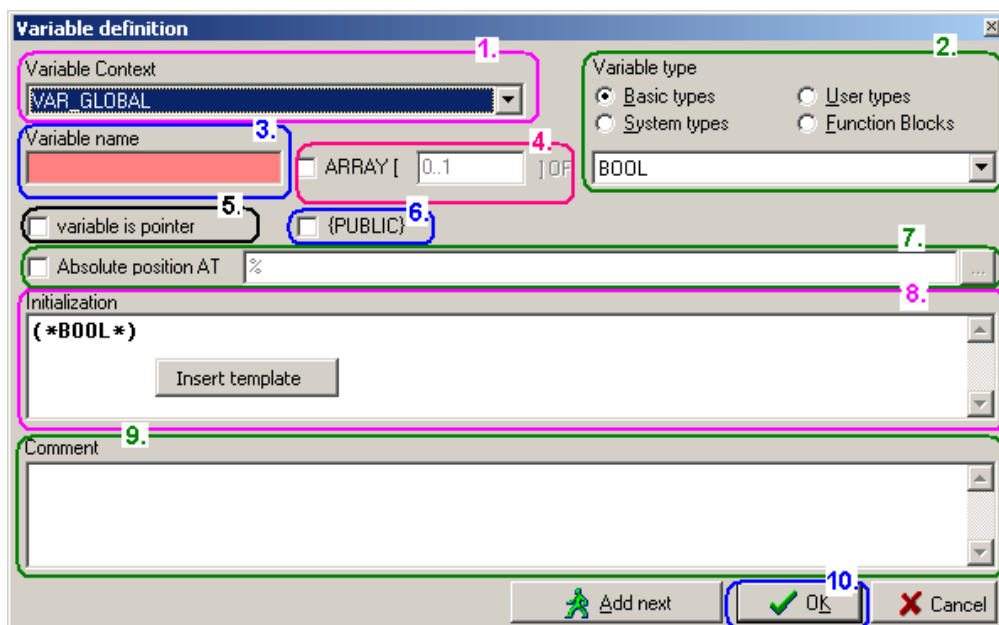 Variable definition
1.
2.
Variable Context
VAR_GLOBAL
Variable type
Basic types
User types
System types
Function Blocks
BOOL
3.
Variable name
4.
ARRAY [ 0..1 ] OF
5.
variable is pointer
6.
{PUBLIC}
7.
Absolute position AT % ...
8.
Initialization
(*BOOL*)
Insert template
9.
Comment
10.
Add next
OK
Cancel